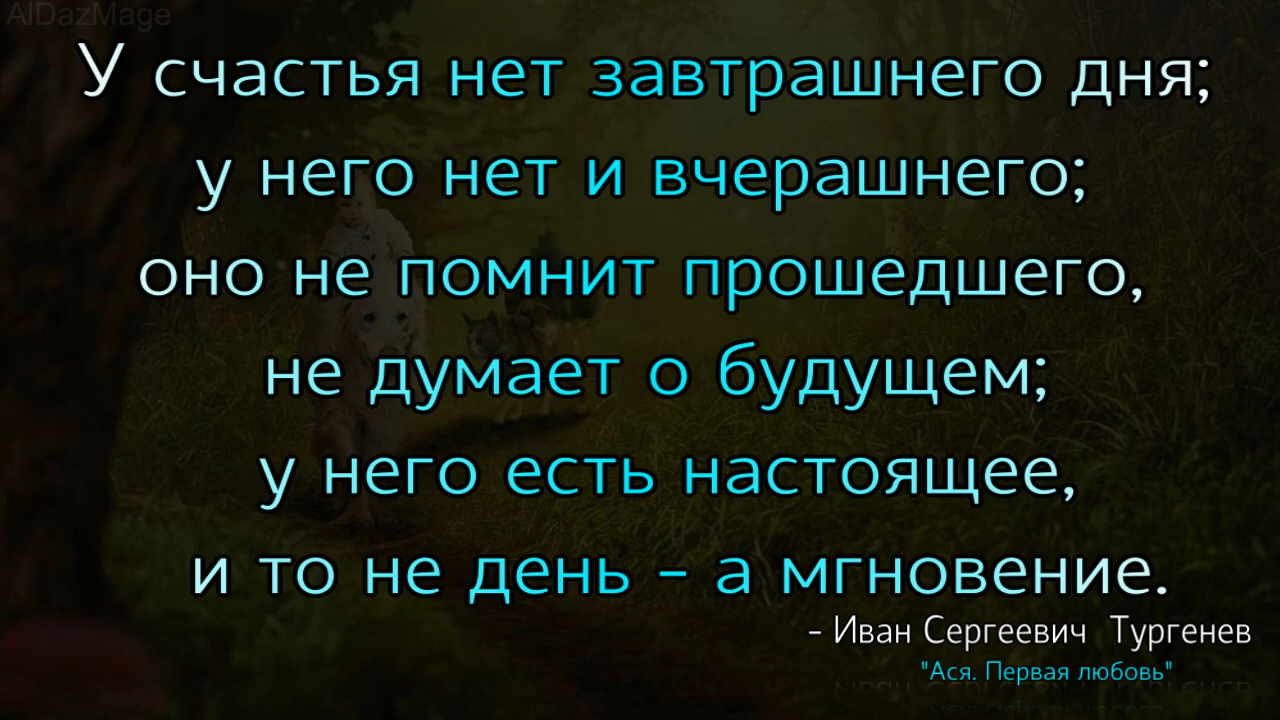 AlDazMage
У счастья нет завтрашнего дня;
у него нет и вчерашнего;
оно не помнит прошедшего,
не думает о будущем;
у него есть настоящее,
и то не день - а мгновение.
- Иван Сергеевич Тургенев
"Ася. Первая любовь"